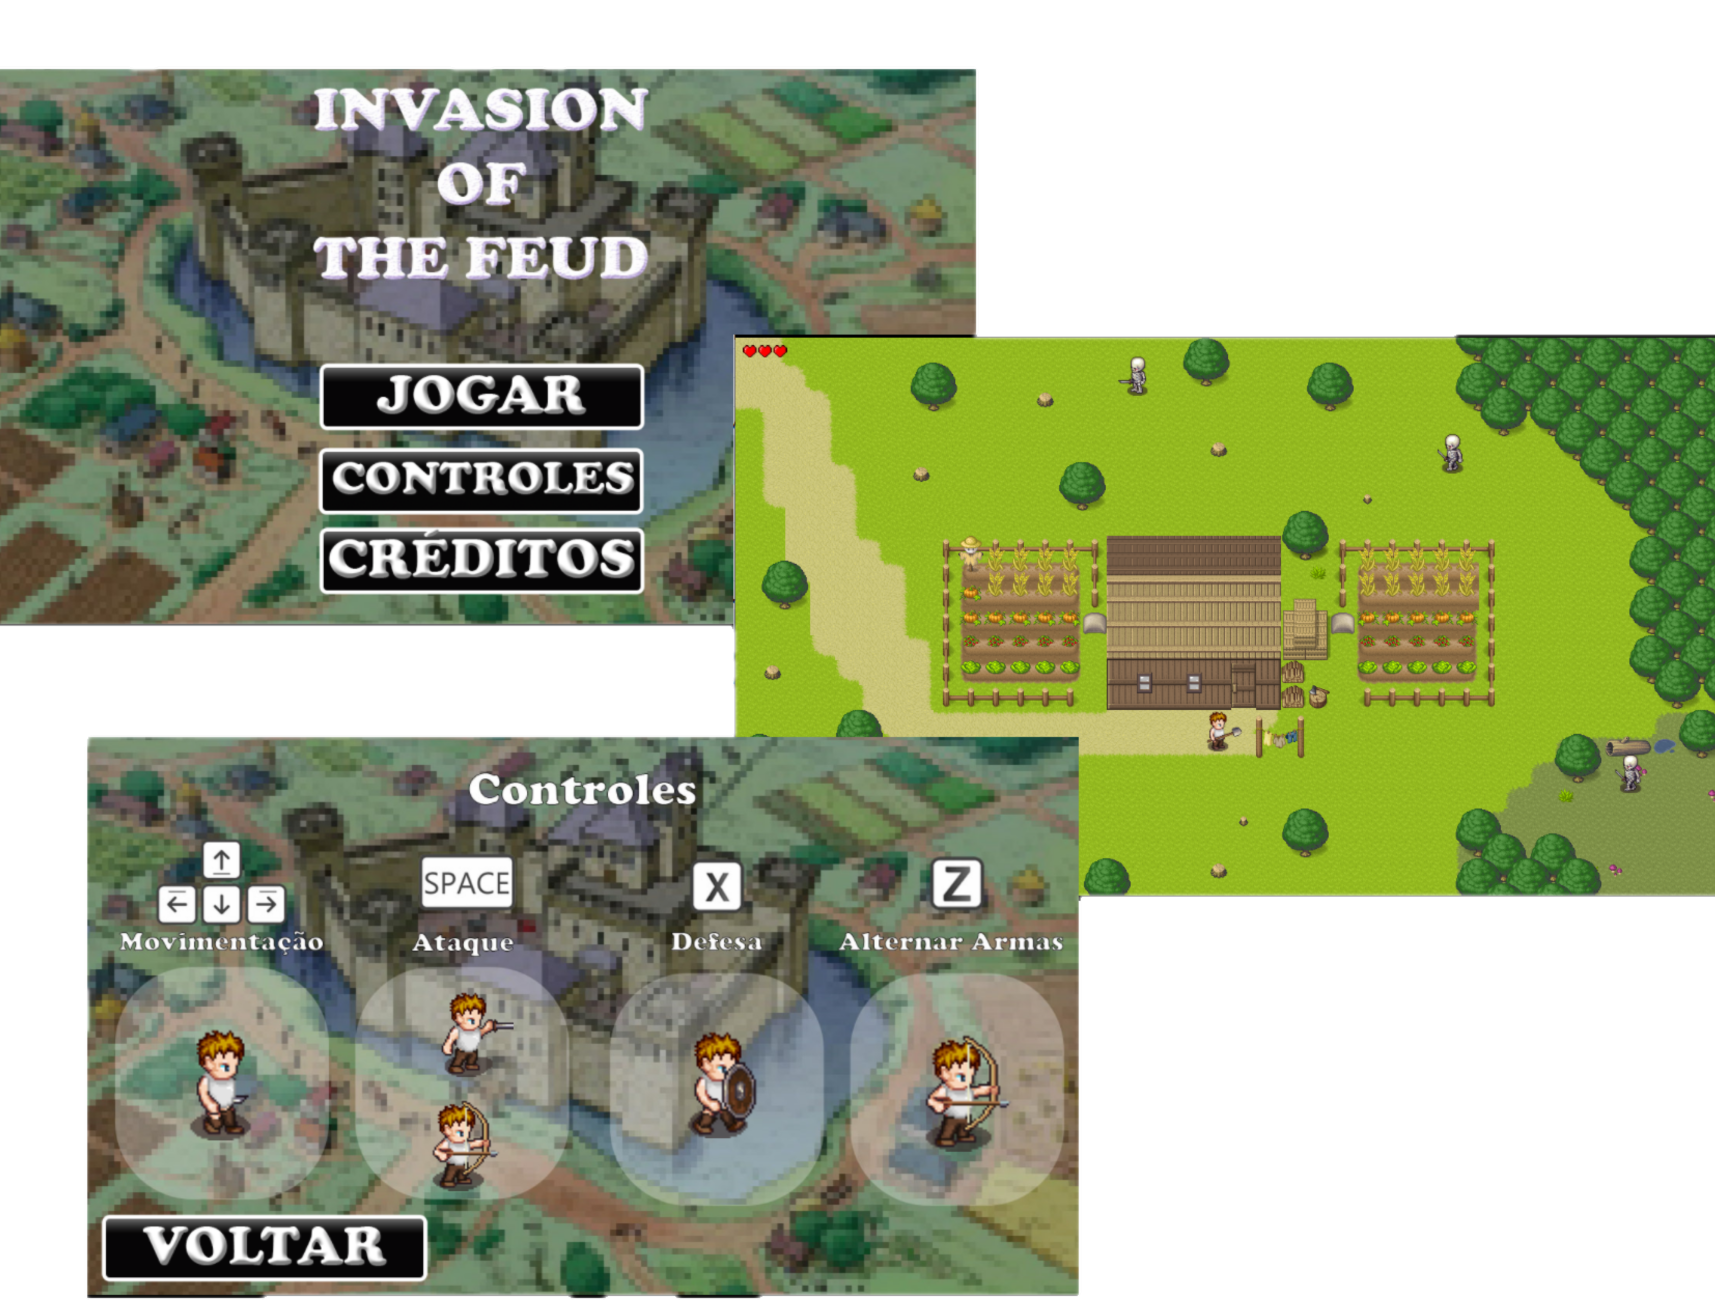 INVASION
OF
THE FEUD
JOGAR
CONTROLES
CRÉDITOS
Controles
↑
← ↓ →
SPACE
X
Z
Movimentação
Ataque
Defesa
Alternar Armas
VOLTAR